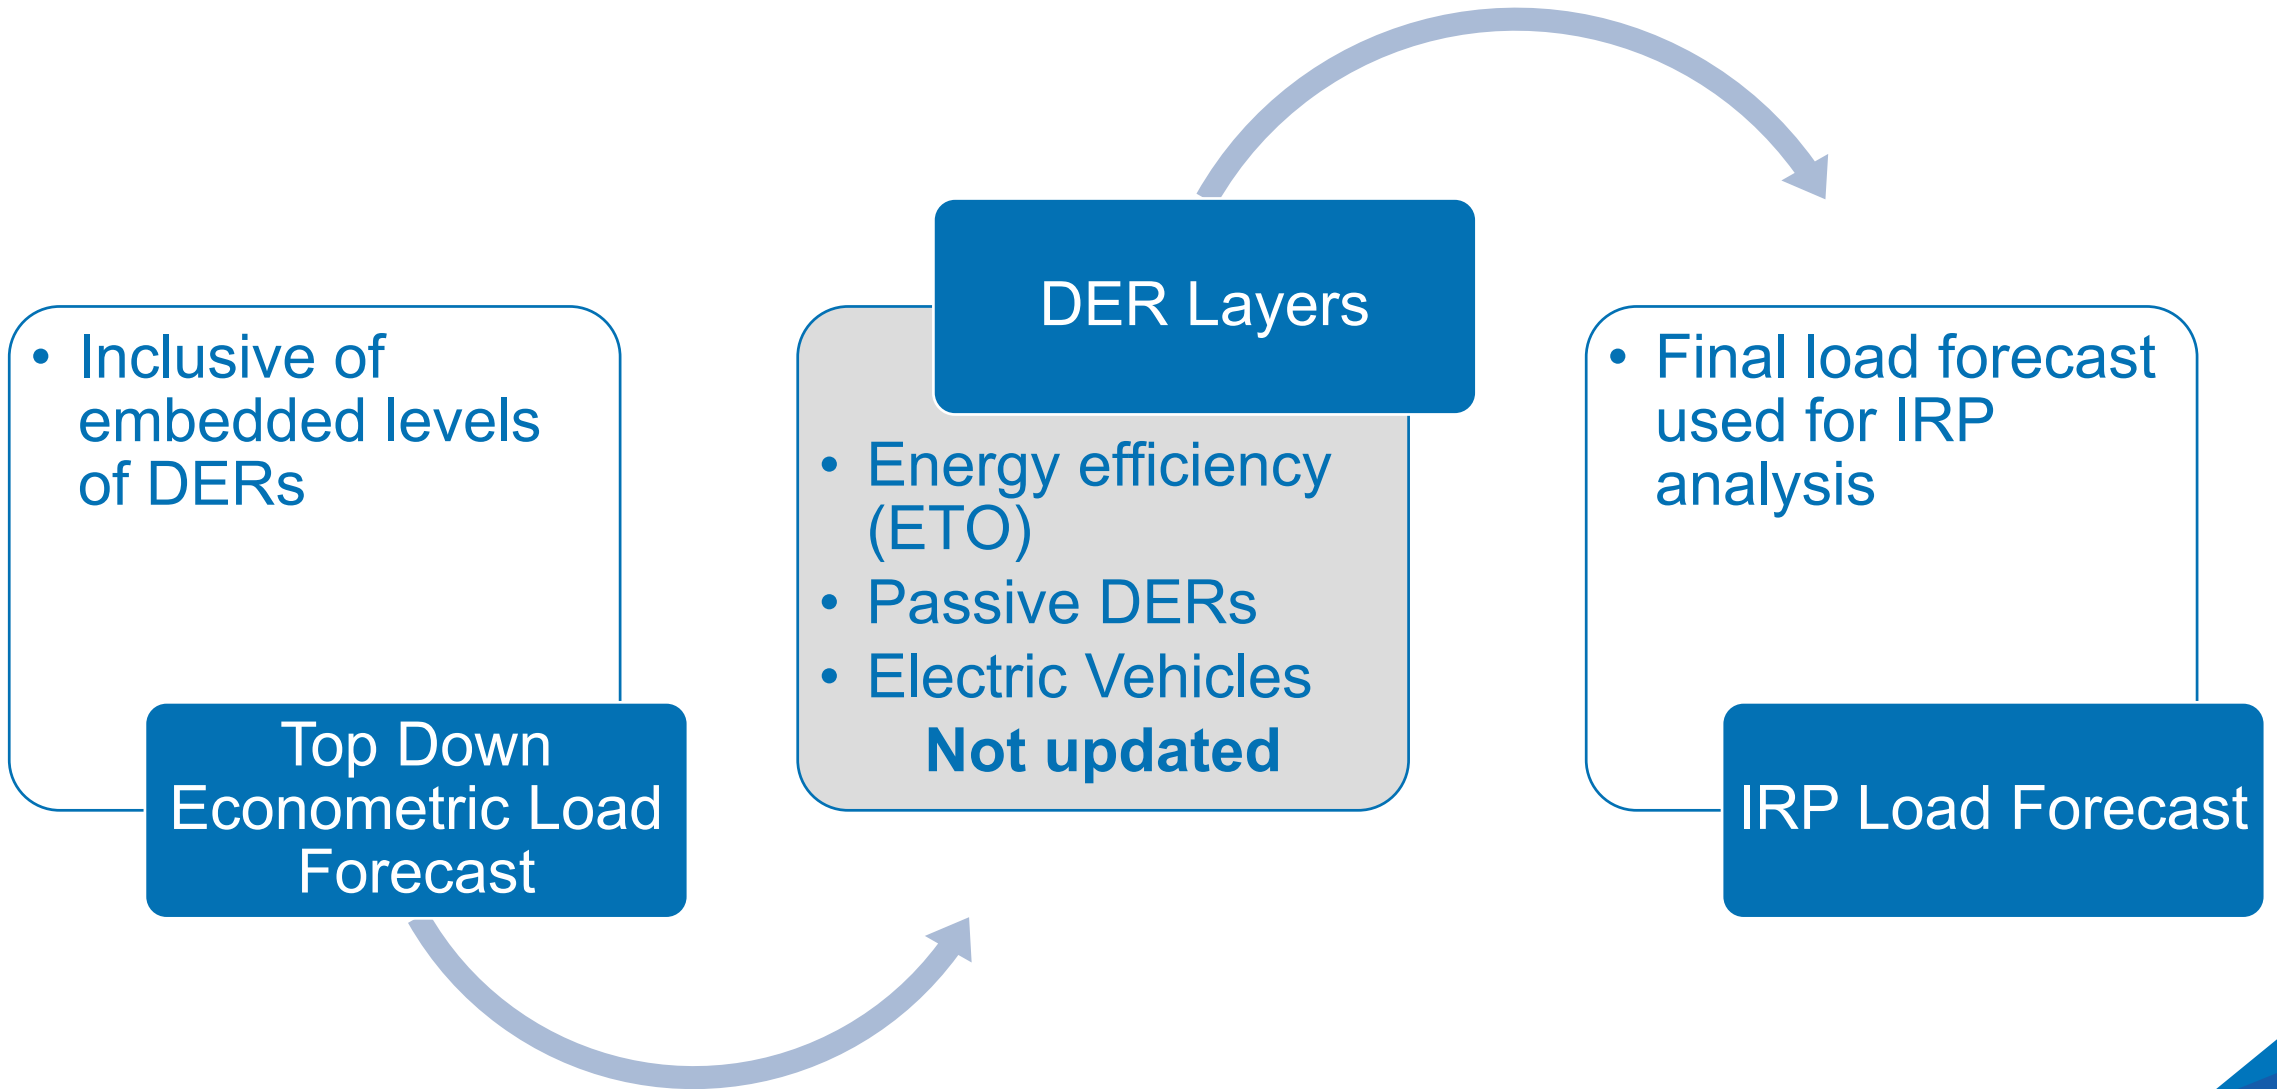 • Inclusive of
embedded levels
of DERs
Top Down
Econometric Load
Forecast
DER Layers
• Energy efficiency
(ETO)
• Passive DERs
• Electric Vehicles
Not updated
• Final load forecast
used for IRP
analysis
IRP Load Forecast